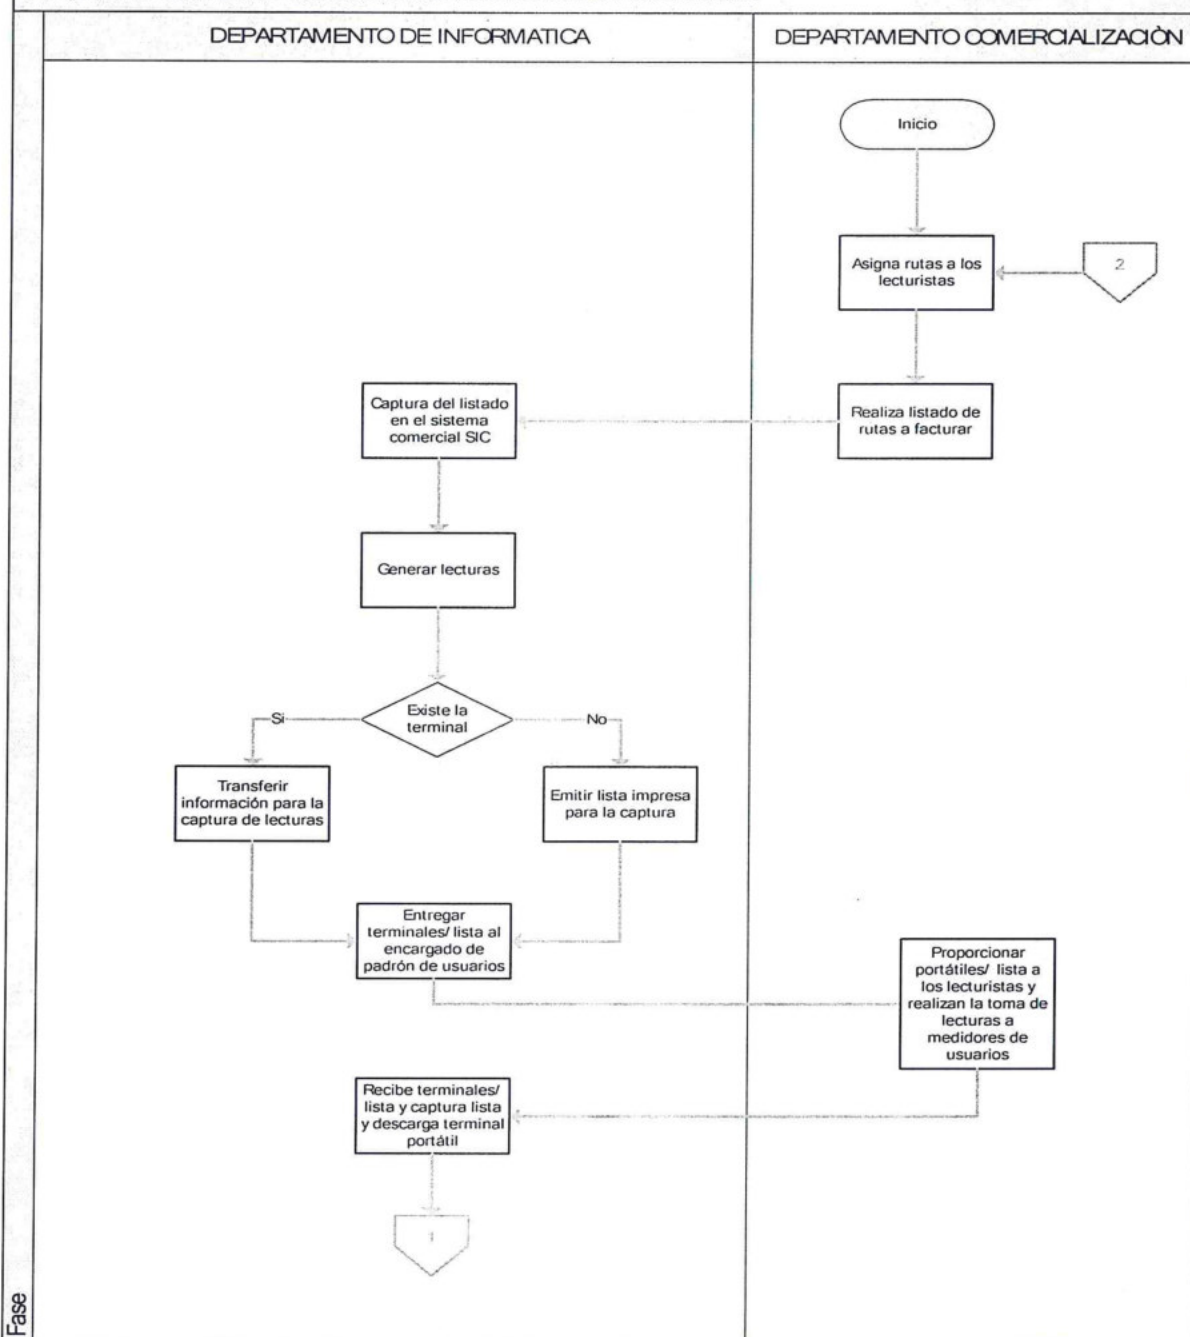 DEPARTAMENTO DE INFORMATICA
DEPARTAMENTO COMERCIALIZACIÒN
Inicio
Asigna rutas a los
lecturistas
2
Realiza listado de
rutas a facturar
Captura del listado
en el sistema
comercial SIC
Generar lecturas
Existe la
terminal
Si
No
Transferir
información para la
captura de lecturas
Emitir lista impresa
para la captura
Entregar
terminales/ lista al
encargado de
padrón de usuarios
Proporcionar
portátiles/ lista a
los lecturistas y
realizan la toma de
lecturas a
medidores de
usuarios
Recibe terminales/
lista y captura lista
y descarga terminal
portátil
1
Fase